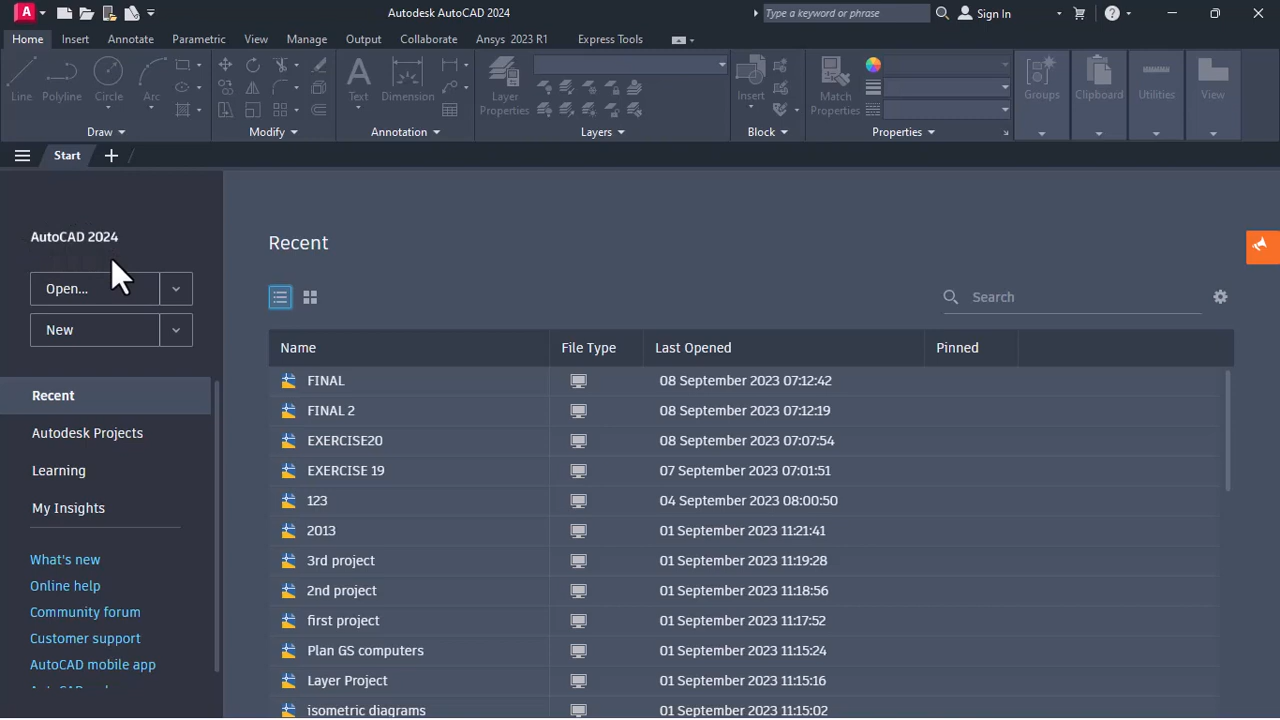 Autodesk AutoCAD 2024
Type a keyword or phrase
Sign In
Home
Insert
Annotate
Parametric
View
Manage
Output
Collaborate
Ansys 2023 R1
Express Tools
Line
Polyline
Circle
Arc
Text
Dimension
Layer
Properties
Insert
Match
Properties
Groups
Clipboard
Utilities
View
Draw
Modify
Annotation
Layers
Block
Properties
Start
AutoCAD 2024
Open...
New
Recent
Autodesk Projects
Learning
My Insights
What's new
Online help
Community forum
Customer support
AutoCAD mobile app
Recent
Search
Name File Type Last Opened Pinned
FINAL 08 September 2023 07:12:42
FINAL 2 08 September 2023 07:12:19
EXERCISE20 08 September 2023 07:07:54
EXERCISE 19 07 September 2023 07:01:51
123 04 September 2023 08:00:50
2013 01 September 2023 11:21:41
3rd project 01 September 2023 11:19:28
2nd project 01 September 2023 11:18:56
first project 01 September 2023 11:17:52
Plan GS computers 01 September 2023 11:15:24
Layer Project 01 September 2023 11:15:16
isometric diagrams 01 September 2023 11:15:02